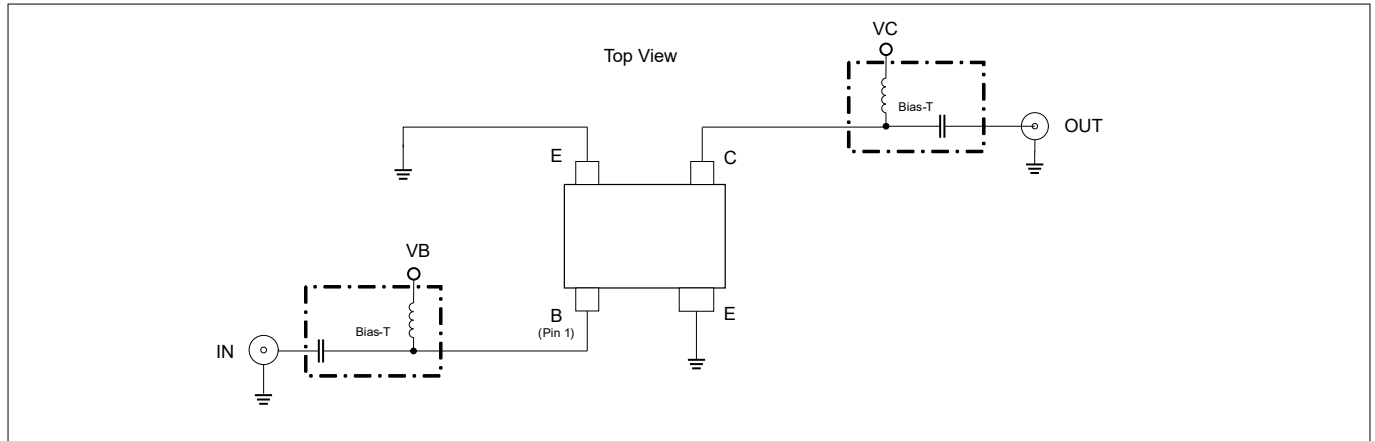 VC
Top View
Bias-T
OUT
E
C
VB
B
E
(Pin 1)
Bias-T
IN